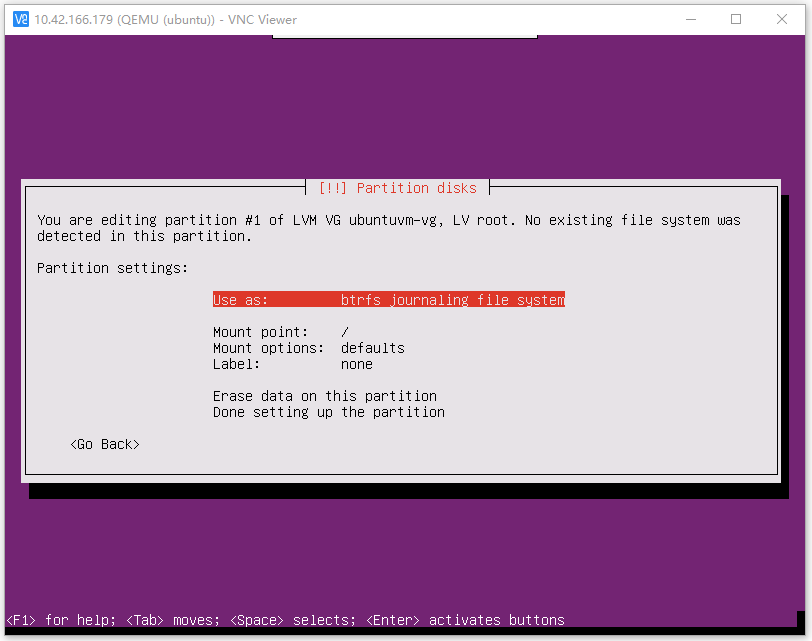 VE 10.42.166.179 (QEMU (ubuntu)) - VNC Viewer
[!!] Partition disks
You are editing partition #1 of LVM VG ubuntuvm-vg, LV root. No existing file system was
detected in this partition.
Partition settings:
Use as: btrfs journaling file system
Mount point: /
Mount options: defaults
Label: none
Erase data on this partition
Done setting up the partition
<Go Back>
<F1> for help; <Tab> moves; <Space> selects; <Enter> activates buttons